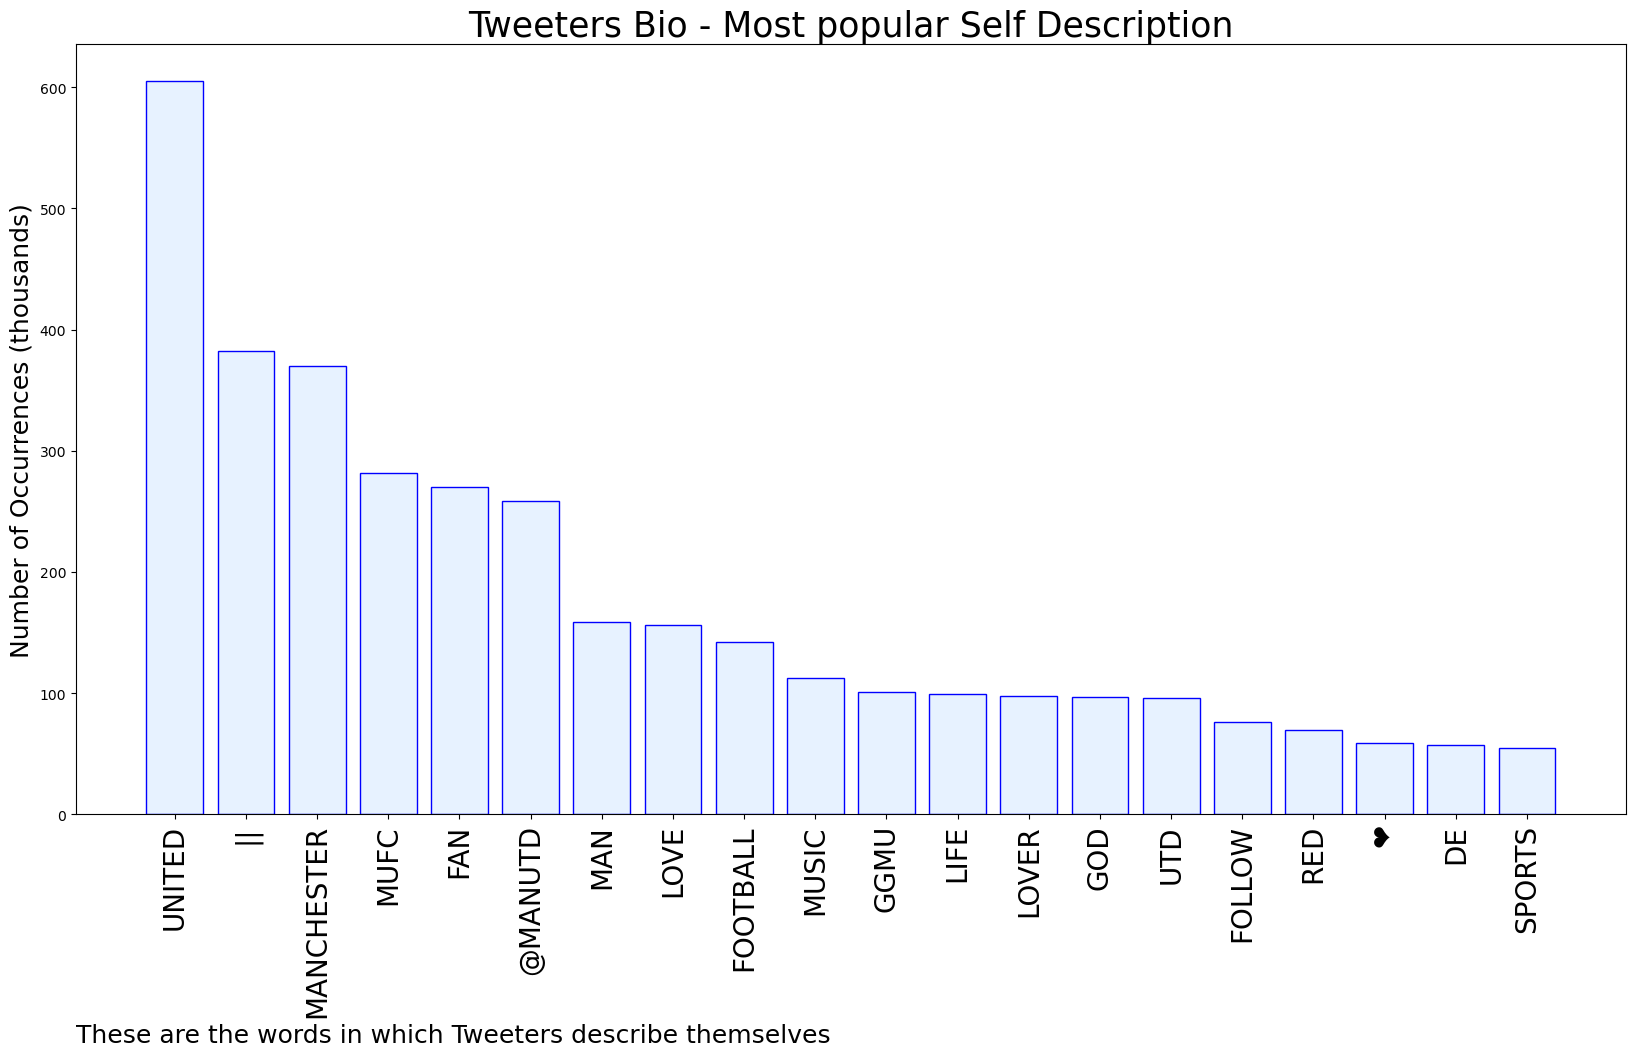 Tweeters Bio - Most popular Self Description
Number of Occurrences (thousands)
600
500
400
300
200
100
0
UNITED
||
MANCHESTER
MUFC
FAN
@MANUTD
MAN
LOVE
FOOTBALL
MUSIC
GGMU
LIFE
LOVER
GOD
UTD
FOLLOW
RED
❤
DE
SPORTS
These are the words in which Tweeters describe themselves